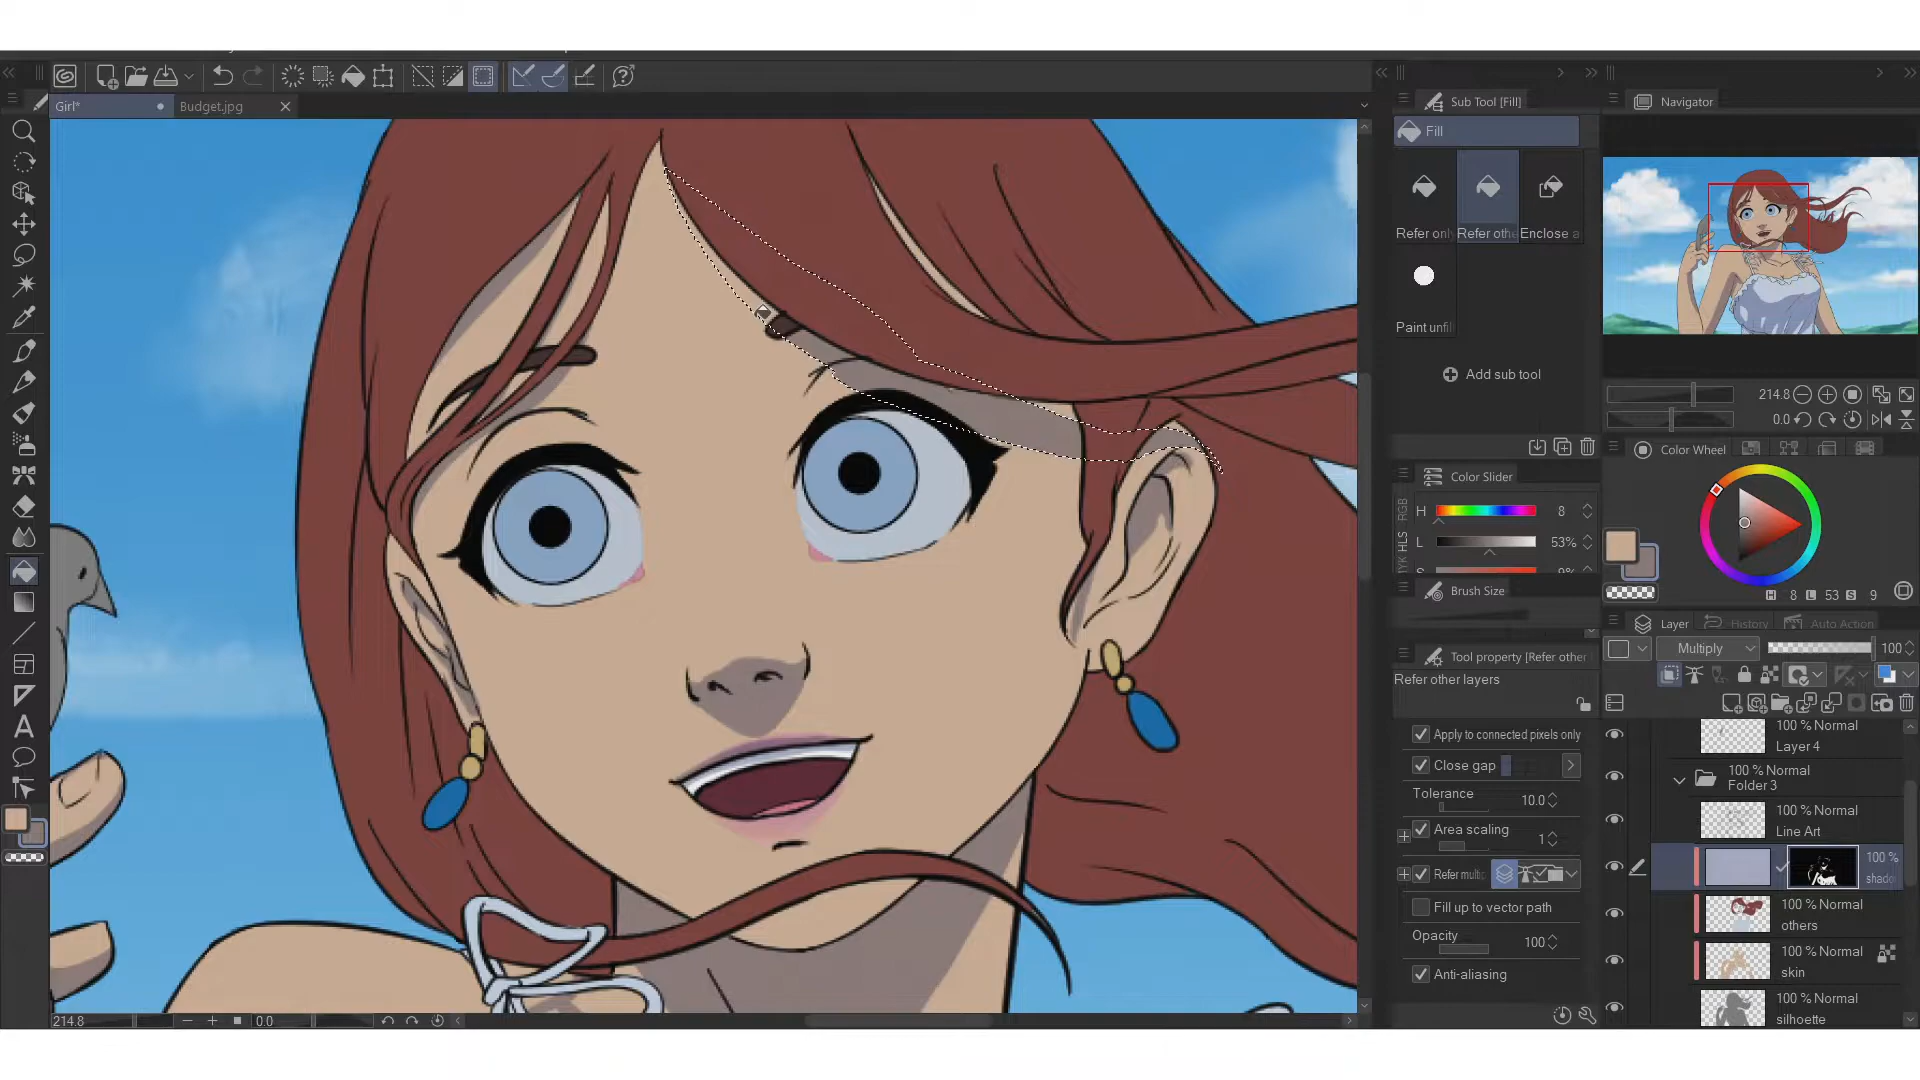 Girl*
Budget.jpg
Sub Tool [Fill]
Fill
Refer only
Refer othe
Enclose a
Paint unfil
Add sub tool
Navigator
214.8
0.0
Color Slider
RGB
HLS
H 8
L 53%
S 9%
Color Wheel
H 8 L 53 S 9
Brush Size
Tool property [Refer other
Refer other layers
Apply to connected pixels only
Close gap
Tolerance 10.0
Area scaling 1
Refer multip
Fill up to vector path
Opacity 100
Anti-aliasing
Layer
History
Auto Action
Multiply 100
100 % Normal
Layer 4
100 % Normal
Folder 3
100 % Normal
Line Art
100 %
shado
100 % Normal
others
100 % Normal
skin
100 % Normal
silhoette
214.8
0.0